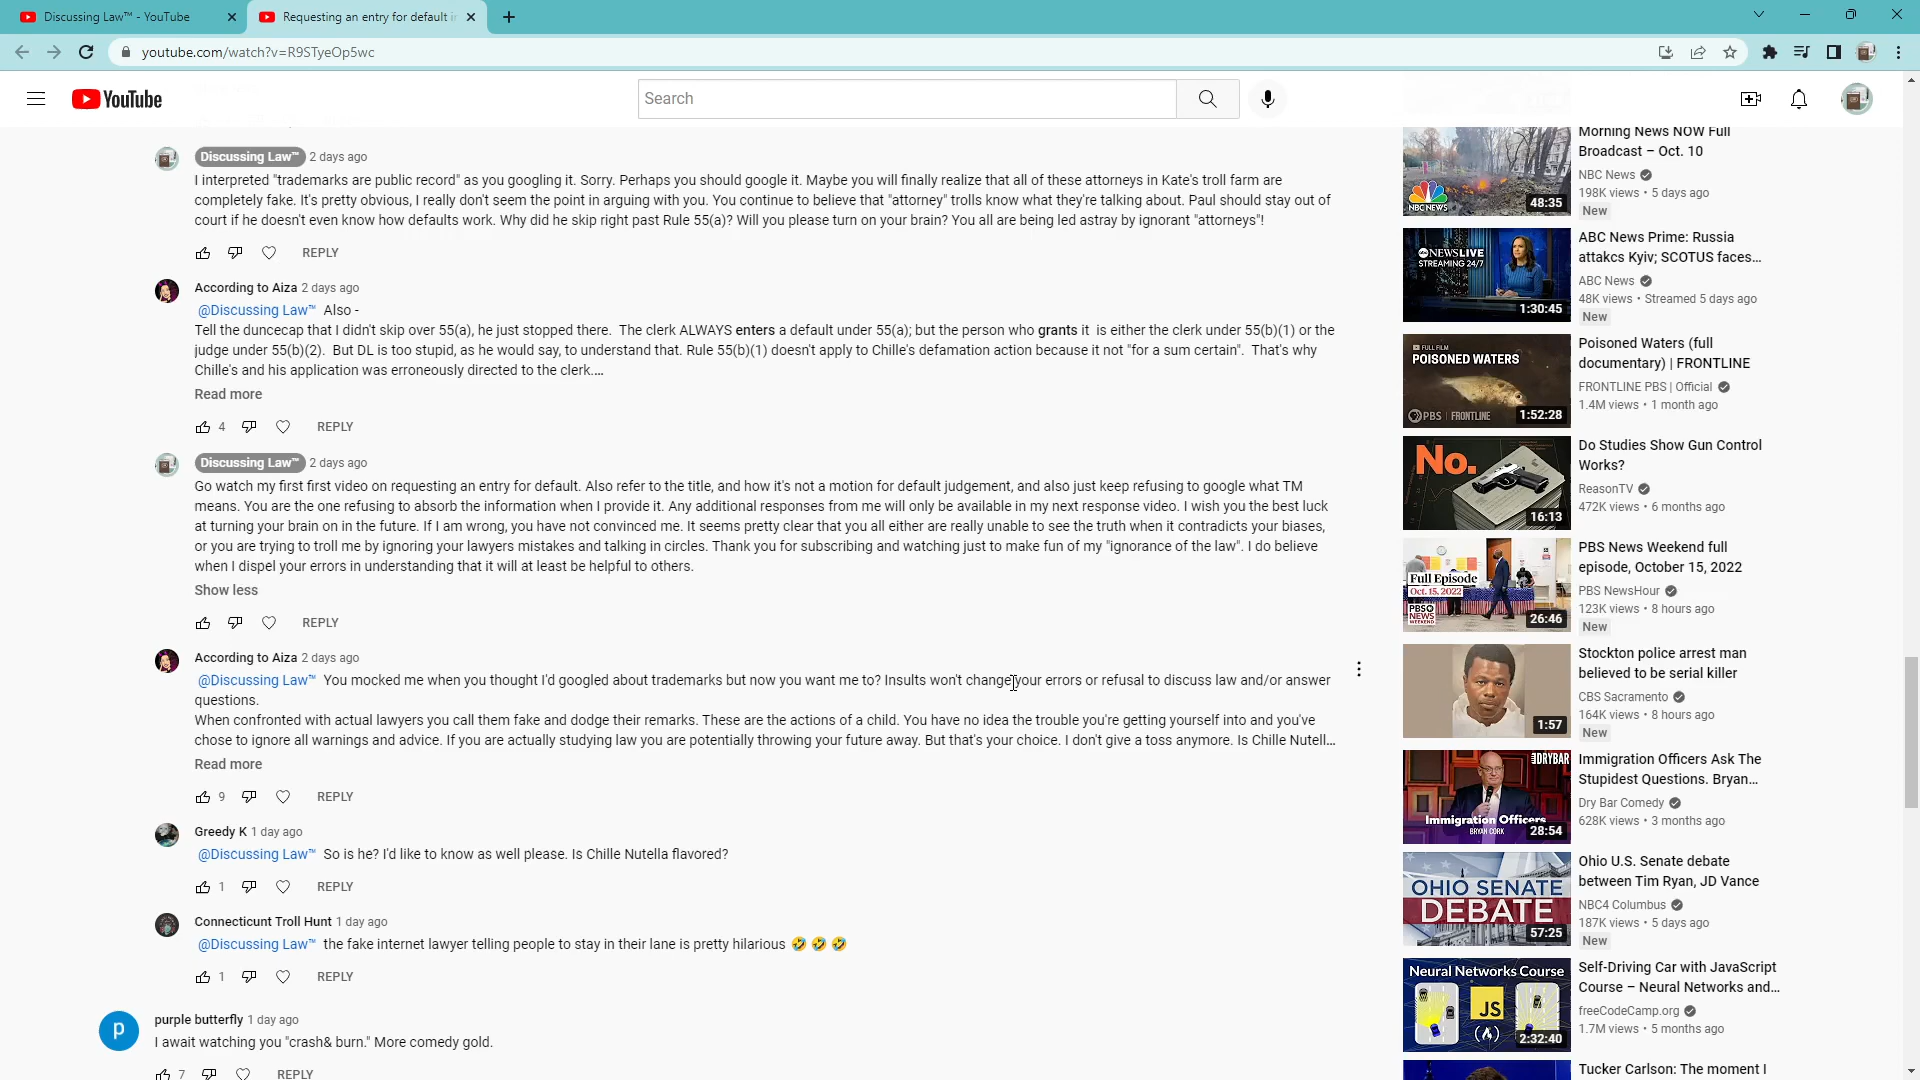 Discussing Law™ - YouTube
Requesting an entry for default i
youtube.com/watch?v=R9STyeOp5wc
YouTube
Search
Discussing Law™ 2 days ago
I interpreted "trademarks are public record" as you googling it. Sorry. Perhaps you should google it. Maybe you will finally realize that all of these attorneys in Kate's troll farm are
completely fake. It's pretty obvious, I really don't seem the point in arguing with you. You continue to believe that "attorney" trolls know what they're talking about. Paul should stay out of
court if he doesn't even know how defaults work. Why did he skip right past Rule 55(a)? Will you please turn on your brain? You all are being led astray by ignorant "attorneys"!
REPLY
According to Aiza 2 days ago
@Discussing Law™ Also -
Tell the duncecap that I didn't skip over 55(a), he just stopped there. The clerk ALWAYS enters a default under 55(a); but the person who grants it is either the clerk under 55(b)(1) or the
judge under 55(b)(2). But DL is too stupid, as he would say, to understand that. Rule 55(b)(1) doesn't apply to Chille's defamation action because it not "for a sum certain". That's why
Chille's and his application was erroneously directed to the clerk....
Read more
4 REPLY
Discussing Law™ 2 days ago
Go watch my first first video on requesting an entry for default. Also refer to the title, and how it's not a motion for default judgement, and also just keep refusing to google what TM
means. You are the one refusing to absorb the information when I provide it. Any additional responses from me will only be available in my next response video. I wish you the best luck
at turning your brain on in the future. If I am wrong, you have not convinced me. It seems pretty clear that you all either are really unable to see the truth when it contradicts your biases,
or you are trying to troll me by ignoring your lawyers mistakes and talking in circles. Thank you for subscribing and watching just to make fun of my "ignorance of the law". I do believe
when I dispel your errors in understanding that it will at least be helpful to others.
Show less
REPLY
According to Aiza 2 days ago
@Discussing Law™ You mocked me when you thought I'd googled about trademarks but now you want me to? Insults won't change your errors or refusal to discuss law and/or answer
questions.
When confronted with actual lawyers you call them fake and dodge their remarks. These are the actions of a child. You have no idea the trouble you're getting yourself into and you've
chose to ignore all warnings and advice. If you are actually studying law you are potentially throwing your future away. But that's your choice. I don't give a toss anymore. Is Chille Nutell...
Read more
9 REPLY
Greedy K 1 day ago
@Discussing Law™ So is he? I'd like to know as well please. Is Chille Nutella flavored?
1 REPLY
Connecticunt Troll Hunt 1 day ago
@Discussing Law™ the fake internet lawyer telling people to stay in their lane is pretty hilarious 🤣 🤣 🤣
1 REPLY
p
purple butterfly 1 day ago
I await watching you "crash& burn." More comedy gold.
7 REPLY
NBC NEWS
48:35
Morning News NOW Full
Broadcast – Oct. 10
NBC News
198K views • 5 days ago
New
NEWSLIVE
STREAMING 24/7
1:30:45
ABC News Prime: Russia
attakcs Kyiv; SCOTUS faces...
ABC News
48K views • Streamed 5 days ago
New
FULL FILM
POISONED WATERS
PBS FRONTLINE
1:52:28
Poisoned Waters (full
documentary) | FRONTLINE
FRONTLINE PBS | Official
1.4M views • 1 month ago
No.
16:13
Do Studies Show Gun Control
Works?
ReasonTV
472K views • 6 months ago
Full Episode
Oct. 15, 2022
PBS NEWS WEEKEND
26:46
PBS News Weekend full
episode, October 15, 2022
PBS NewsHour
123K views • 8 hours ago
New
1:57
Stockton police arrest man
believed to be serial killer
CBS Sacramento
164K views • 8 hours ago
New
DRYBAR
Immigration Officers
BRYAN CORK
28:54
Immigration Officers Ask The
Stupidest Questions. Bryan...
Dry Bar Comedy
628K views • 3 months ago
OHIO SENATE
DEBATE
57:25
Ohio U.S. Senate debate
between Tim Ryan, JD Vance
NBC4 Columbus
187K views • 5 days ago
New
Neural Networks Course
JS
2:32:40
Self-Driving Car with JavaScript
Course – Neural Networks and...
freeCodeCamp.org
1.7M views • 5 months ago
Tucker Carlson: The moment I